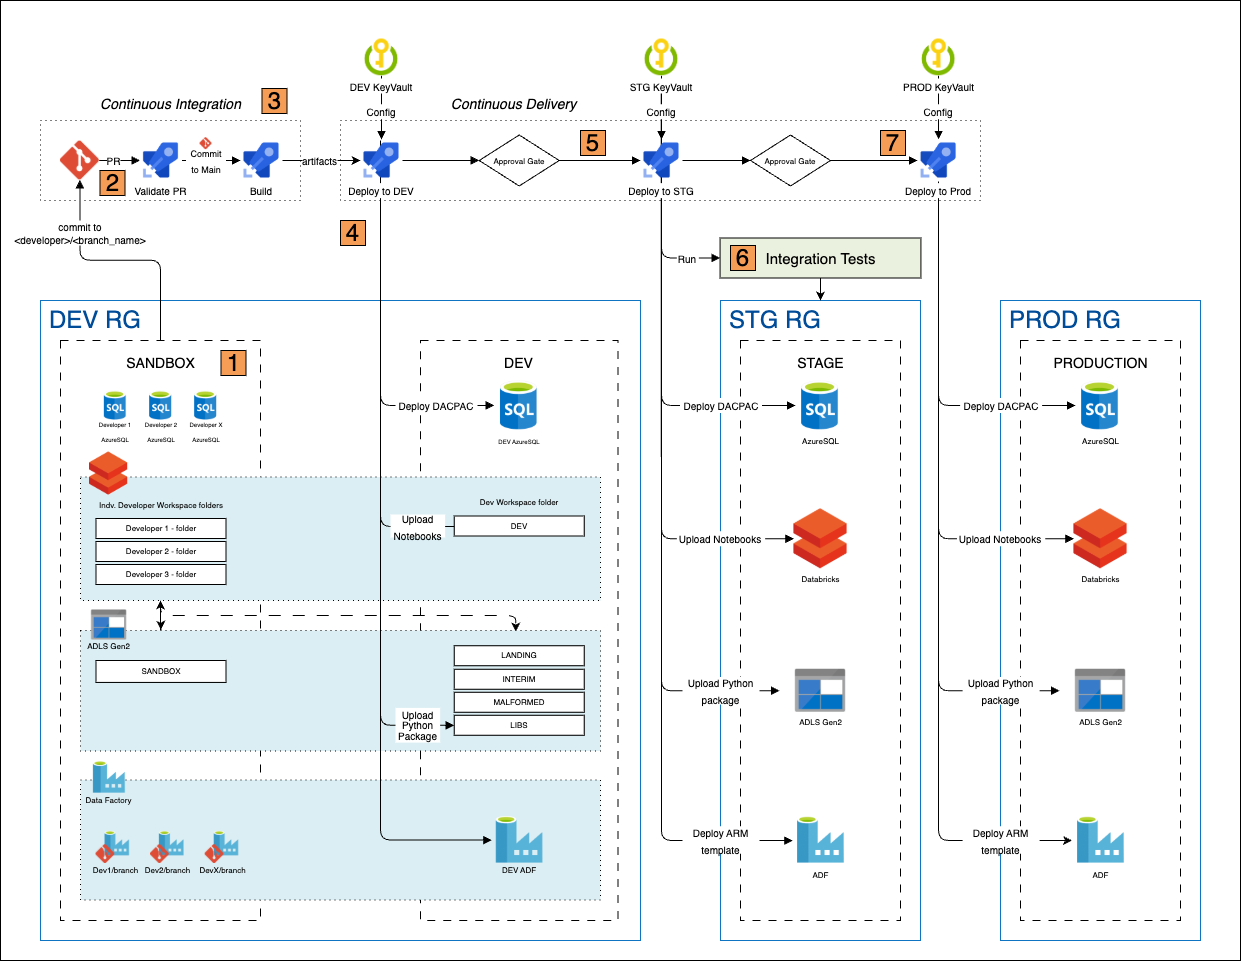 DEV KeyVault
STG KeyVault
PROD KeyVault
Continuous Integration
3
Continuous Delivery
Config
Config
Config
PR
2
Validate PR
Commit
to Main
Build
artifacts
Deploy to DEV
Approval Gate
5
Deploy to STG
Approval Gate
7
Deploy to Prod
commit to
<developer>/<branch_name>
4
Run
6
Integration Tests
DEV RG
STG RG
PROD RG
SANDBOX
1
DEV
STAGE
PRODUCTION
SQL
SQL
SQL
Developer 1
Developer 2
Developer X
AzureSQL
AzureSQL
AzureSQL
Deploy DACPAC
SQL
DEV AzureSQL
Deploy DACPAC
SQL
AzureSQL
Deploy DACPAC
SQL
AzureSQL
Indv. Developer Workspace folders
Developer 1 - folder
Developer 2 - folder
Developer 3 - folder
Dev Workspace folder
Upload
Notebooks
DEV
Upload Notebooks
Databricks
Upload Notebooks
Databricks
ADLS Gen2
SANDBOX
LANDING
INTERIM
MALFORMED
LIBS
Upload
Python
Package
Upload Python
package
ADLS Gen2
Upload Python
package
ADLS Gen2
Data Factory
Dev1/branch
Dev2/branch
DevX/branch
DEV ADF
Deploy ARM
template
ADF
Deploy ARM
template
ADF